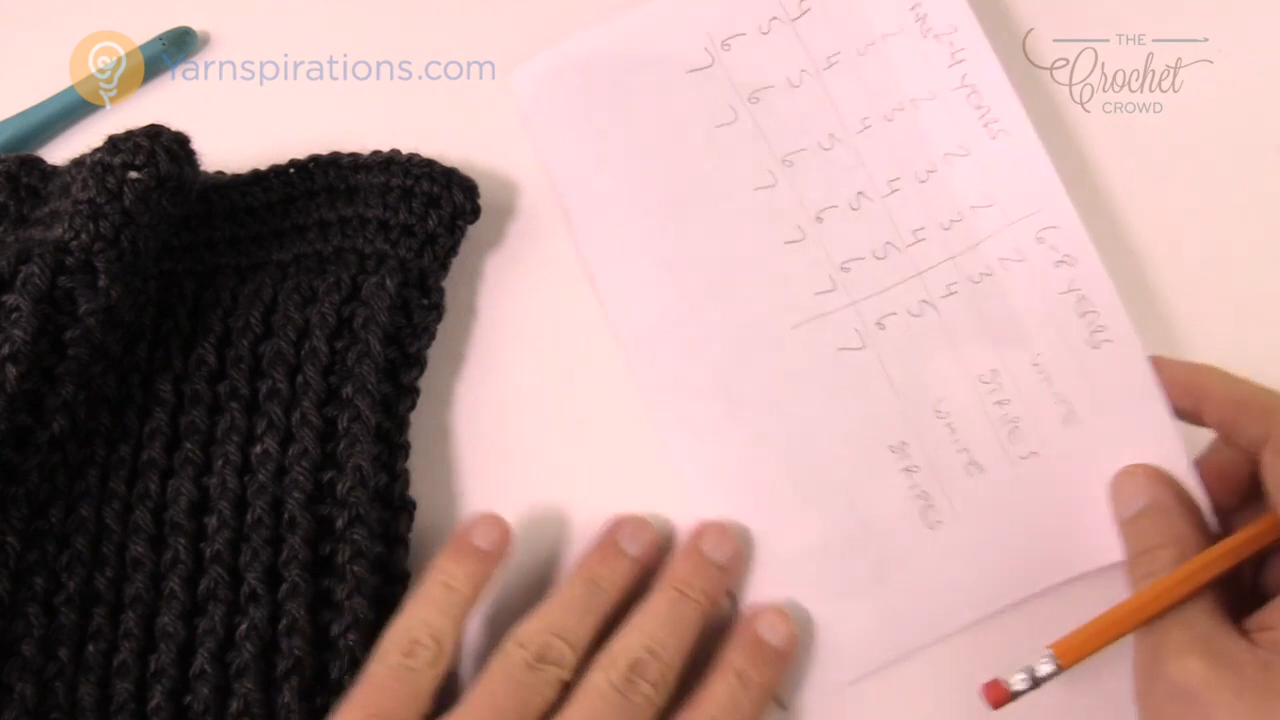 Yarnspirations.com
THE
Crochet
CROWD
2-4 YEARS 6-8 YEARS
2 2 2 2 2 WHITE
3 3 3 3 3 STRIPES
4 4 4 4 4 4 WHITE
5 5 5 5 5 5 STRIPES
6 6 6 6 6 6
7 7 7 7 7 7